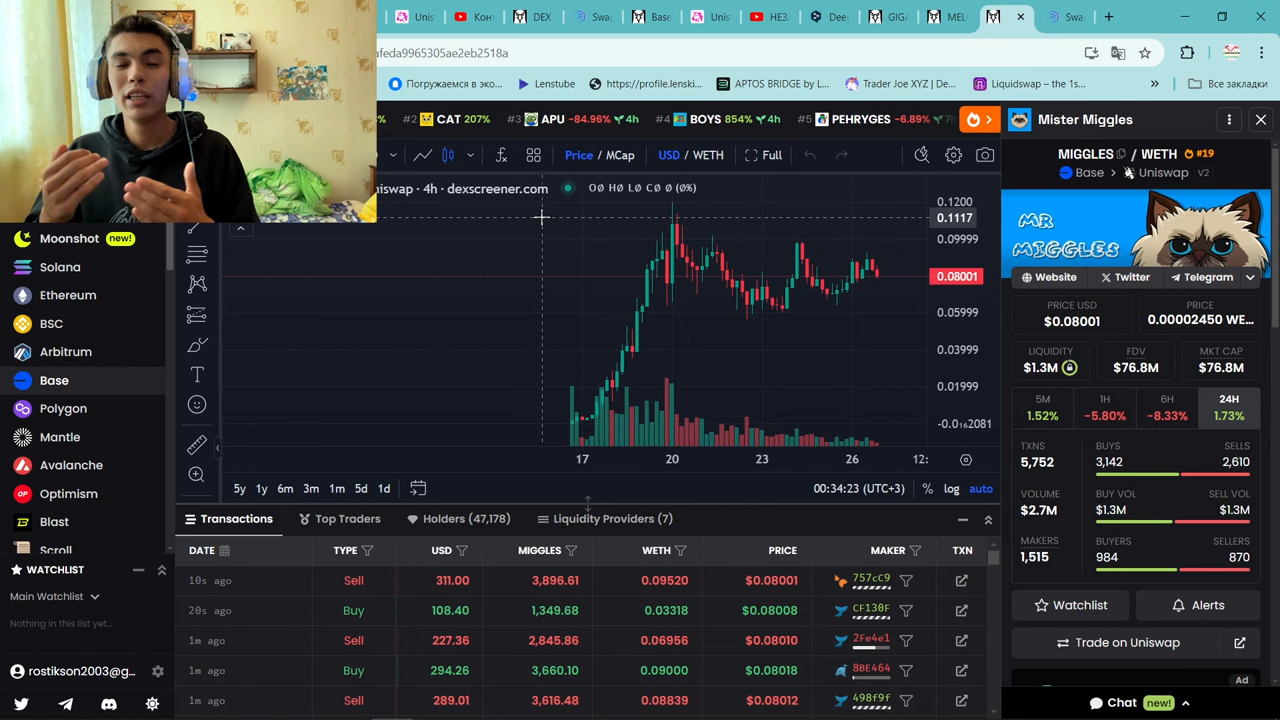 Unis
Кон
DEX
Swap
Base
Unis
НЕЗ
Deep
GIGA
MEL
Swa
afeda9965305ae2eb2518a
Погружаемся в эко...
Lenstube
https://profile.lenski...
APTOS BRIDGE by L...
Trader Joe XYZ | De...
Liquidswap – the 1s...
Все закладки
#2 CAT 207%
#3 APU -84.96% 4h
#4 BOYS 854% 4h
#5 PEHRYGES -6.89%
Mister Miggles
Price / MCap
USD / WETH
Full
MIGGLES / WETH #19
Base > Uniswap V2
niswap · 4h · dexscreener.com
O0 H0 L0 C0 0 (0%)
MR
MIGGLES
0.1200
0.1117
0.09999
0.08001
0.05999
0.03999
0.01999
-0.0₁₆2081
17 20 23 26 12:
Moonshot new!
Solana
Ethereum
BSC
Arbitrum
Base
Polygon
Mantle
Avalanche
Optimism
Blast
Scroll
WATCHLIST
Main Watchlist
Nothing in this list yet...
rostikson2003@g...
5y 1y 6m 3m 1m 5d 1d
00:34:23 (UTC+3)
% log auto
Transactions
Top Traders
Holders (47,178)
Liquidity Providers (7)
DATE TYPE USD MIGGLES WETH PRICE MAKER TXN
10s ago Sell 311.00 3,896.61 0.09520 $0.08001 757cc9
20s ago Buy 108.40 1,349.68 0.03318 $0.08008 CF130F
1m ago Sell 227.36 2,845.86 0.06956 $0.08010 2Fe4e1
1m ago Buy 294.26 3,660.10 0.09000 $0.08018 8BE464
1m ago Sell 289.01 3,616.48 0.08839 $0.08012 498f9f
Website
Twitter
Telegram
PRICE USD
$0.08001
PRICE
0.00002450 WE...
LIQUIDITY
$1.3M
FDV
$76.8M
MKT CAP
$76.8M
5M
1.52%
1H
-5.80%
6H
-8.33%
24H
1.73%
TXNS
5,752
BUYS
3,142
SELLS
2,610
VOLUME
$2.7M
BUY VOL
$1.3M
SELL VOL
$1.3M
MAKERS
1,515
BUYERS
984
SELLERS
870
Watchlist
Alerts
Trade on Uniswap
Ad
Chat new!